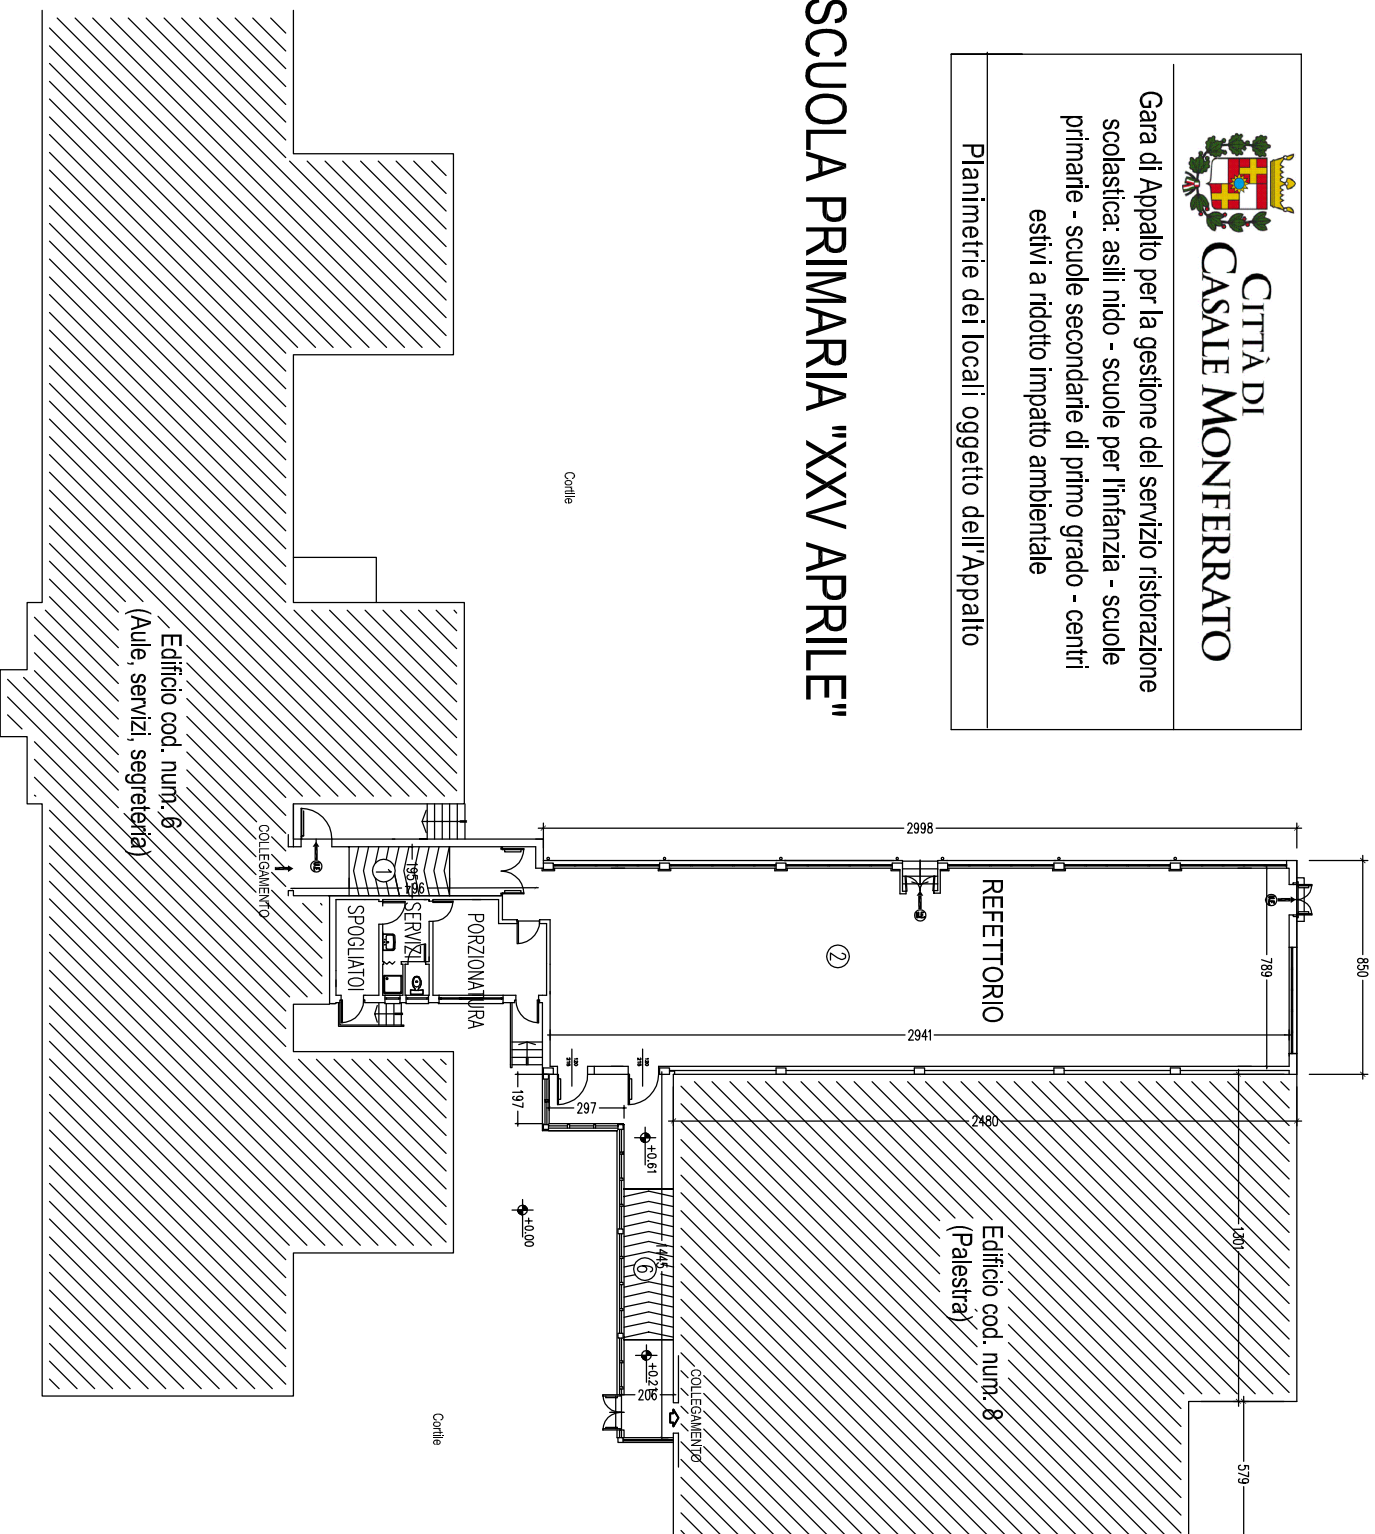 CITTÀ DI
CASALE MONFERRATO
Gara di Appalto per la gestione del servizio ristorazione
scolastica: asili nido - scuole per l'infanzia - scuole
primarie - scuole secondarie di primo grado - centri
estivi a ridotto impatto ambientale
Planimetrie dei locali oggetto dell'Appalto
SCUOLA PRIMARIA "XXV APRILE"
Cortile
Edificio cod. num. 6
(Aule, servizi, segreteria)
COLLEGAMENTO
1
195
SPOGLIATOI
SERVIZI
PORZIONATURA
2998
850
REFETTORIO
2
789
2941
197
297
2480
+0.61
+0.00
1301
1445
6
Edificio cod. num. 8
(Palestra)
+0.21
206
COLLEGAMENTO
Cortile
579